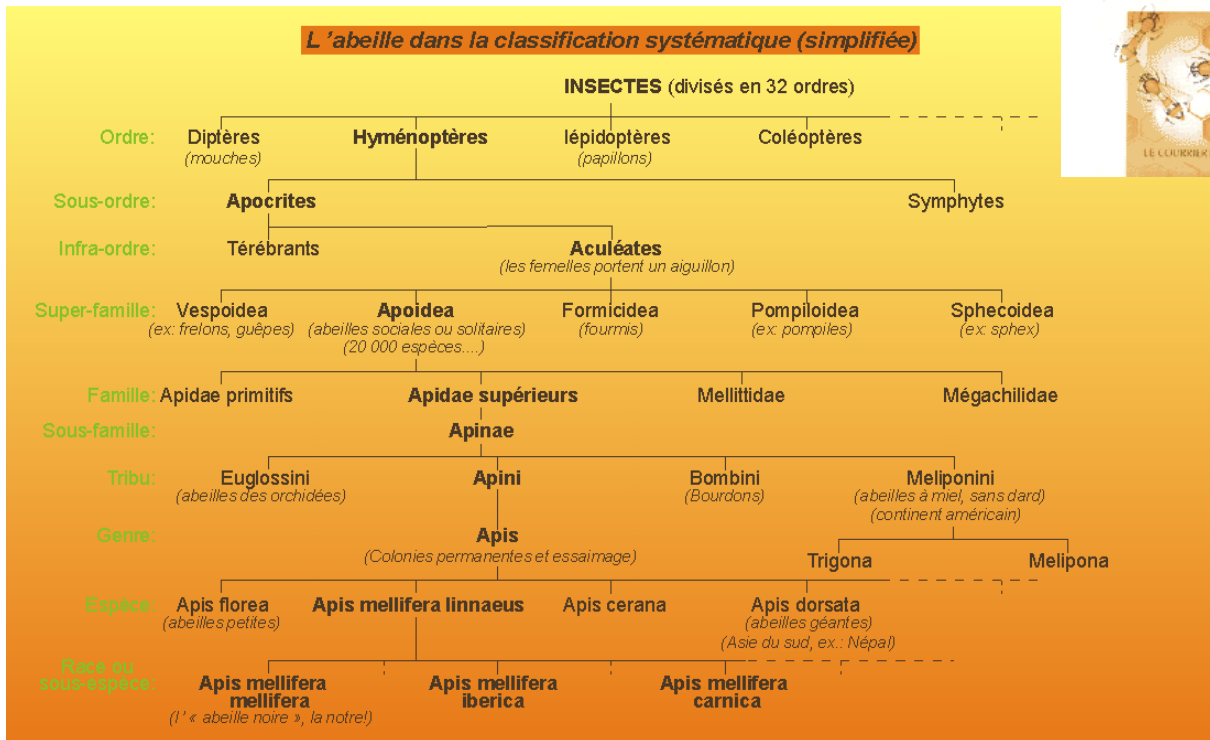 L 'abeille dans la classification systématique (simplifiée)
INSECTES (divisés en 32 ordres)
Ordre: Diptères Hyménoptères lépidoptères Coléoptères
(mouches) (papillons)
LE COURRIER
Sous-ordre: Apocrites Symphytes
Infra-ordre: Térébrants Aculéates
(les femelles portent un aiguillon)
Super-famille: Vespoidea Apoidea Formicidea Pompiloidea Sphecoidea
(ex: frelons, guêpes) (abeilles sociales ou solitaires) (fourmis) (ex: pompiles) (ex: sphex)
(20 000 espèces....)
Famille: Apidae primitifs Apidae supérieurs Mellittidae Mégachilidae
Sous-famille: Apinae
Tribu: Euglossini Apini Bombini Meliponini
(abeilles des orchidées) (Bourdons) (abeilles à miel, sans dard)
(continent américain)
Genre: Apis
(Colonies permanentes et essaimage)
Trigona Melipona
Espèce: Apis florea Apis mellifera linnaeus Apis cerana Apis dorsata
(abeilles petites) (abeilles géantes)
(Asie du sud, ex.: Népal)
Race ou
sous-espèce: Apis mellifera Apis mellifera Apis mellifera
mellifera iberica carnica
(l ' « abeille noire », la notre!)